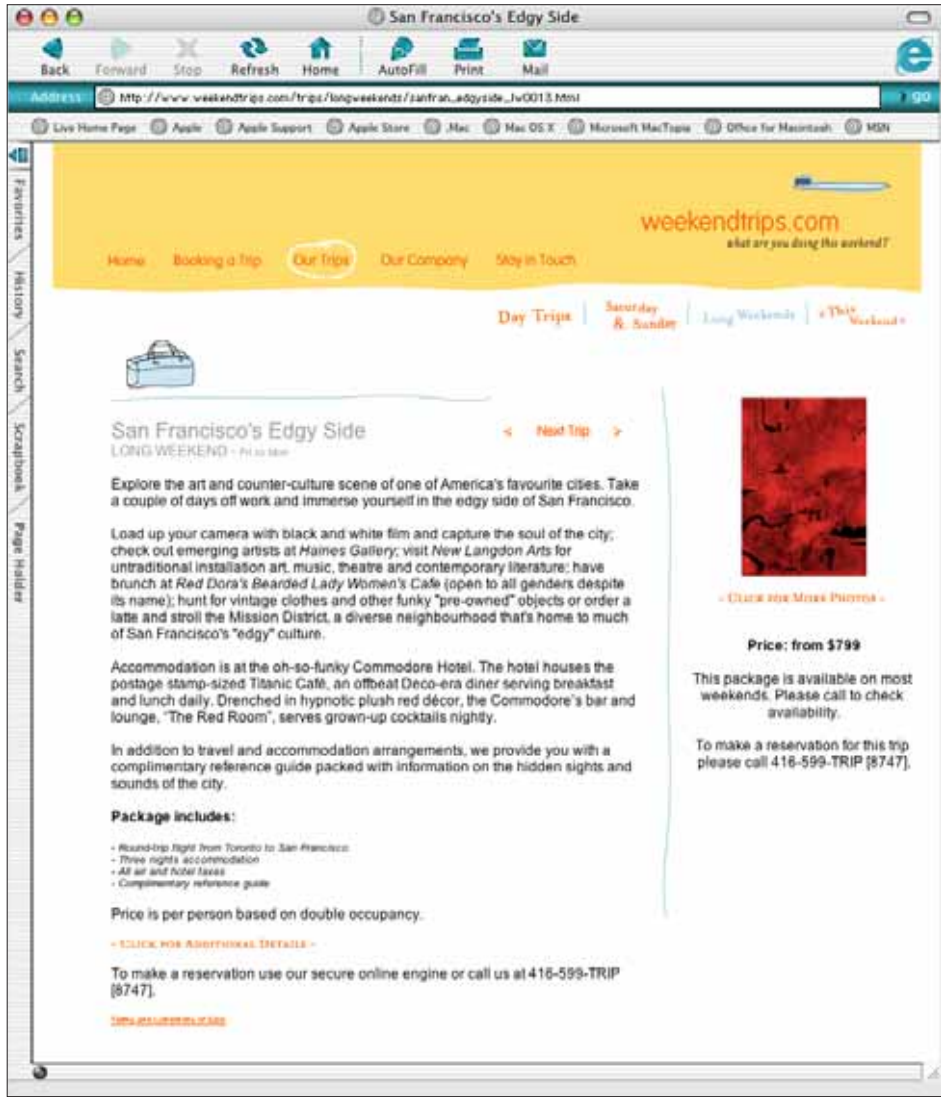 San Francisco's Edgy Side
Back Forward Stop Refresh Home AutoFill Print Mail
Address http://www.weekendtrips.com/trips/longweekends/sanfran_edgyside_lw0013.html go
Live Home Page Apple Apple Support Apple Store .Mac Mac OS X Microsoft MacTopia Office for Macintosh MSN
Favorites
History
Search
Scrapbook
Page Holder
weekendtrips.com
what are you doing this weekend?
Home Booking a Trip Our Trips Our Company Stay in Touch
Day Trips Saturday & Sunday Long Weekends This Weekend
San Francisco's Edgy Side < Next Trip >
LONG WEEKEND - Fri to Mon
Explore the art and counter-culture scene of one of America's favourite cities. Take
a couple of days off work and immerse yourself in the edgy side of San Francisco.
Load up your camera with black and white film and capture the soul of the city;
check out emerging artists at Haines Gallery; visit New Langdon Arts for
untraditional installation art, music, theatre and contemporary literature; have
brunch at Red Dora's Bearded Lady Women's Cafe (open to all genders despite
its name); hunt for vintage clothes and other funky "pre-owned" objects or order a
latte and stroll the Mission District, a diverse neighbourhood that's home to much
of San Francisco's "edgy" culture.
Accommodation is at the oh-so-funky Commodore Hotel. The hotel houses the
postage stamp-sized Titanic Café, an offbeat Deco-era diner serving breakfast
and lunch daily. Drenched in hypnotic plush red décor, the Commodore's bar and
lounge, "The Red Room", serves grown-up cocktails nightly.
In addition to travel and accommodation arrangements, we provide you with a
complimentary reference guide packed with information on the hidden sights and
sounds of the city.
Package includes:
- Round-trip flight from Toronto to San Francisco
- Three nights accommodation
- All air and hotel taxes
- Complimentary reference guide
Price is per person based on double occupancy.
- Click for Additional Details -
To make a reservation use our secure online engine or call us at 416-599-TRIP
[8747].
Terms and Conditions of Sale
- Click for More Photos -
Price: from $799
This package is available on most
weekends. Please call to check
availability.
To make a reservation for this trip
please call 416-599-TRIP [8747].